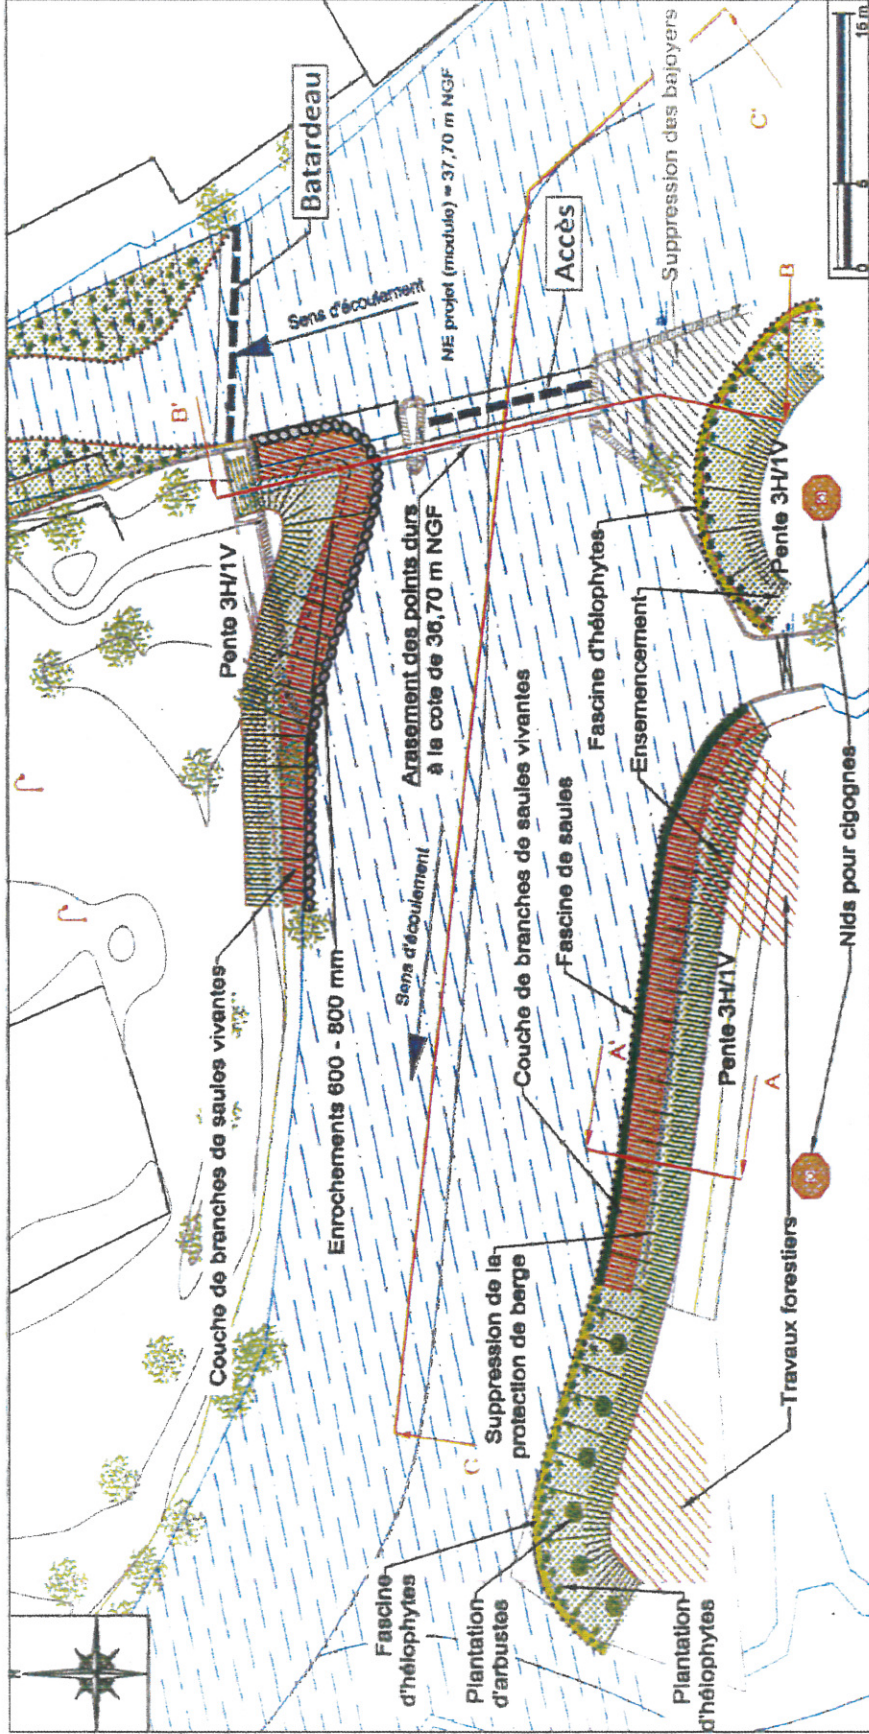 N
Batardeau
Sens d'écoulement
NE projet (module) = 37,70 m NGF
B'
Accès
Suppression des bajoyers
C'
B
0
5
15 m
Pente 3H/1V
Arasement des points durs
à la cote de 36,70 m NGF
Fascine d'hélophytes
Pente 3H/1V
Ensemencement
Couche de branches de saules vivantes
Enrochements 600 - 800 mm
Sens d'écoulement
Couche de branches de saules vivantes
Fascine de saules
A'
A
Pente 3H/1V
Nids pour cigognes
Suppression de la
protection de berge
Travaux forestiers
C
Fascine
d'hélophytes
Plantation
d'arbustes
Plantation
d'hélophytes